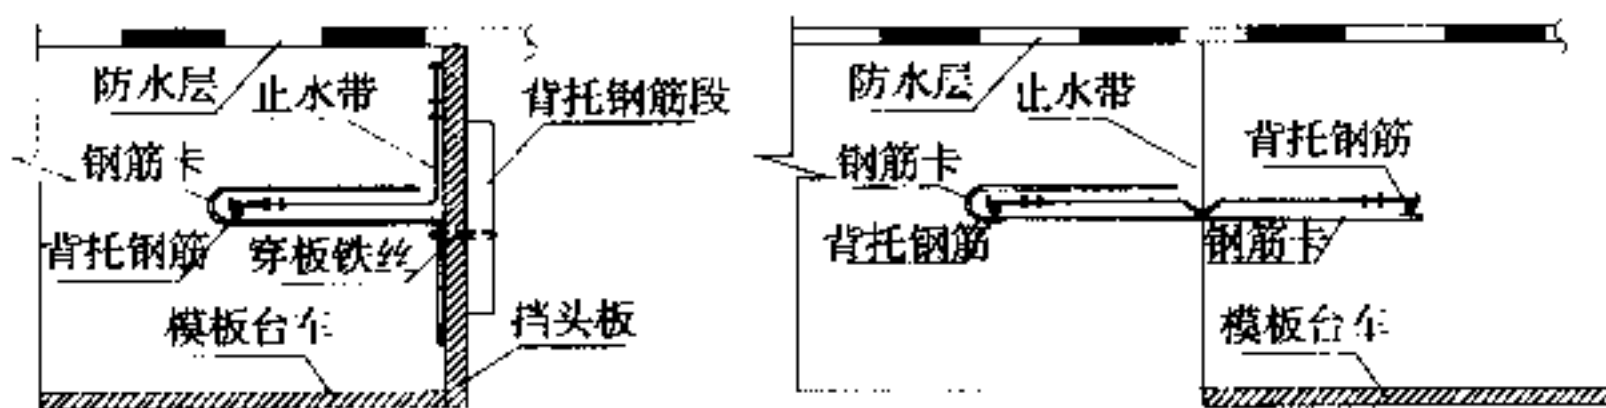 防水层
止水带
背托钢筋段
钢筋卡
背托钢筋
穿板铁丝
模板台车
挡头板
防水层
止水带
背托钢筋
钢筋卡
背托钢筋
钢筋卡
模板台车